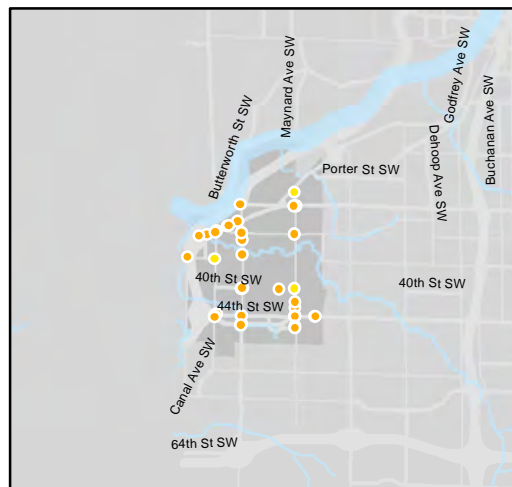 Godfrey Ave SW
Maynard Ave SW
Buchanan Ave SW
Butterworth St SW
Dehoop Ave SW
Porter St SW
40th St SW
40th St SW
44th St SW
Canal Ave SW
64th St SW